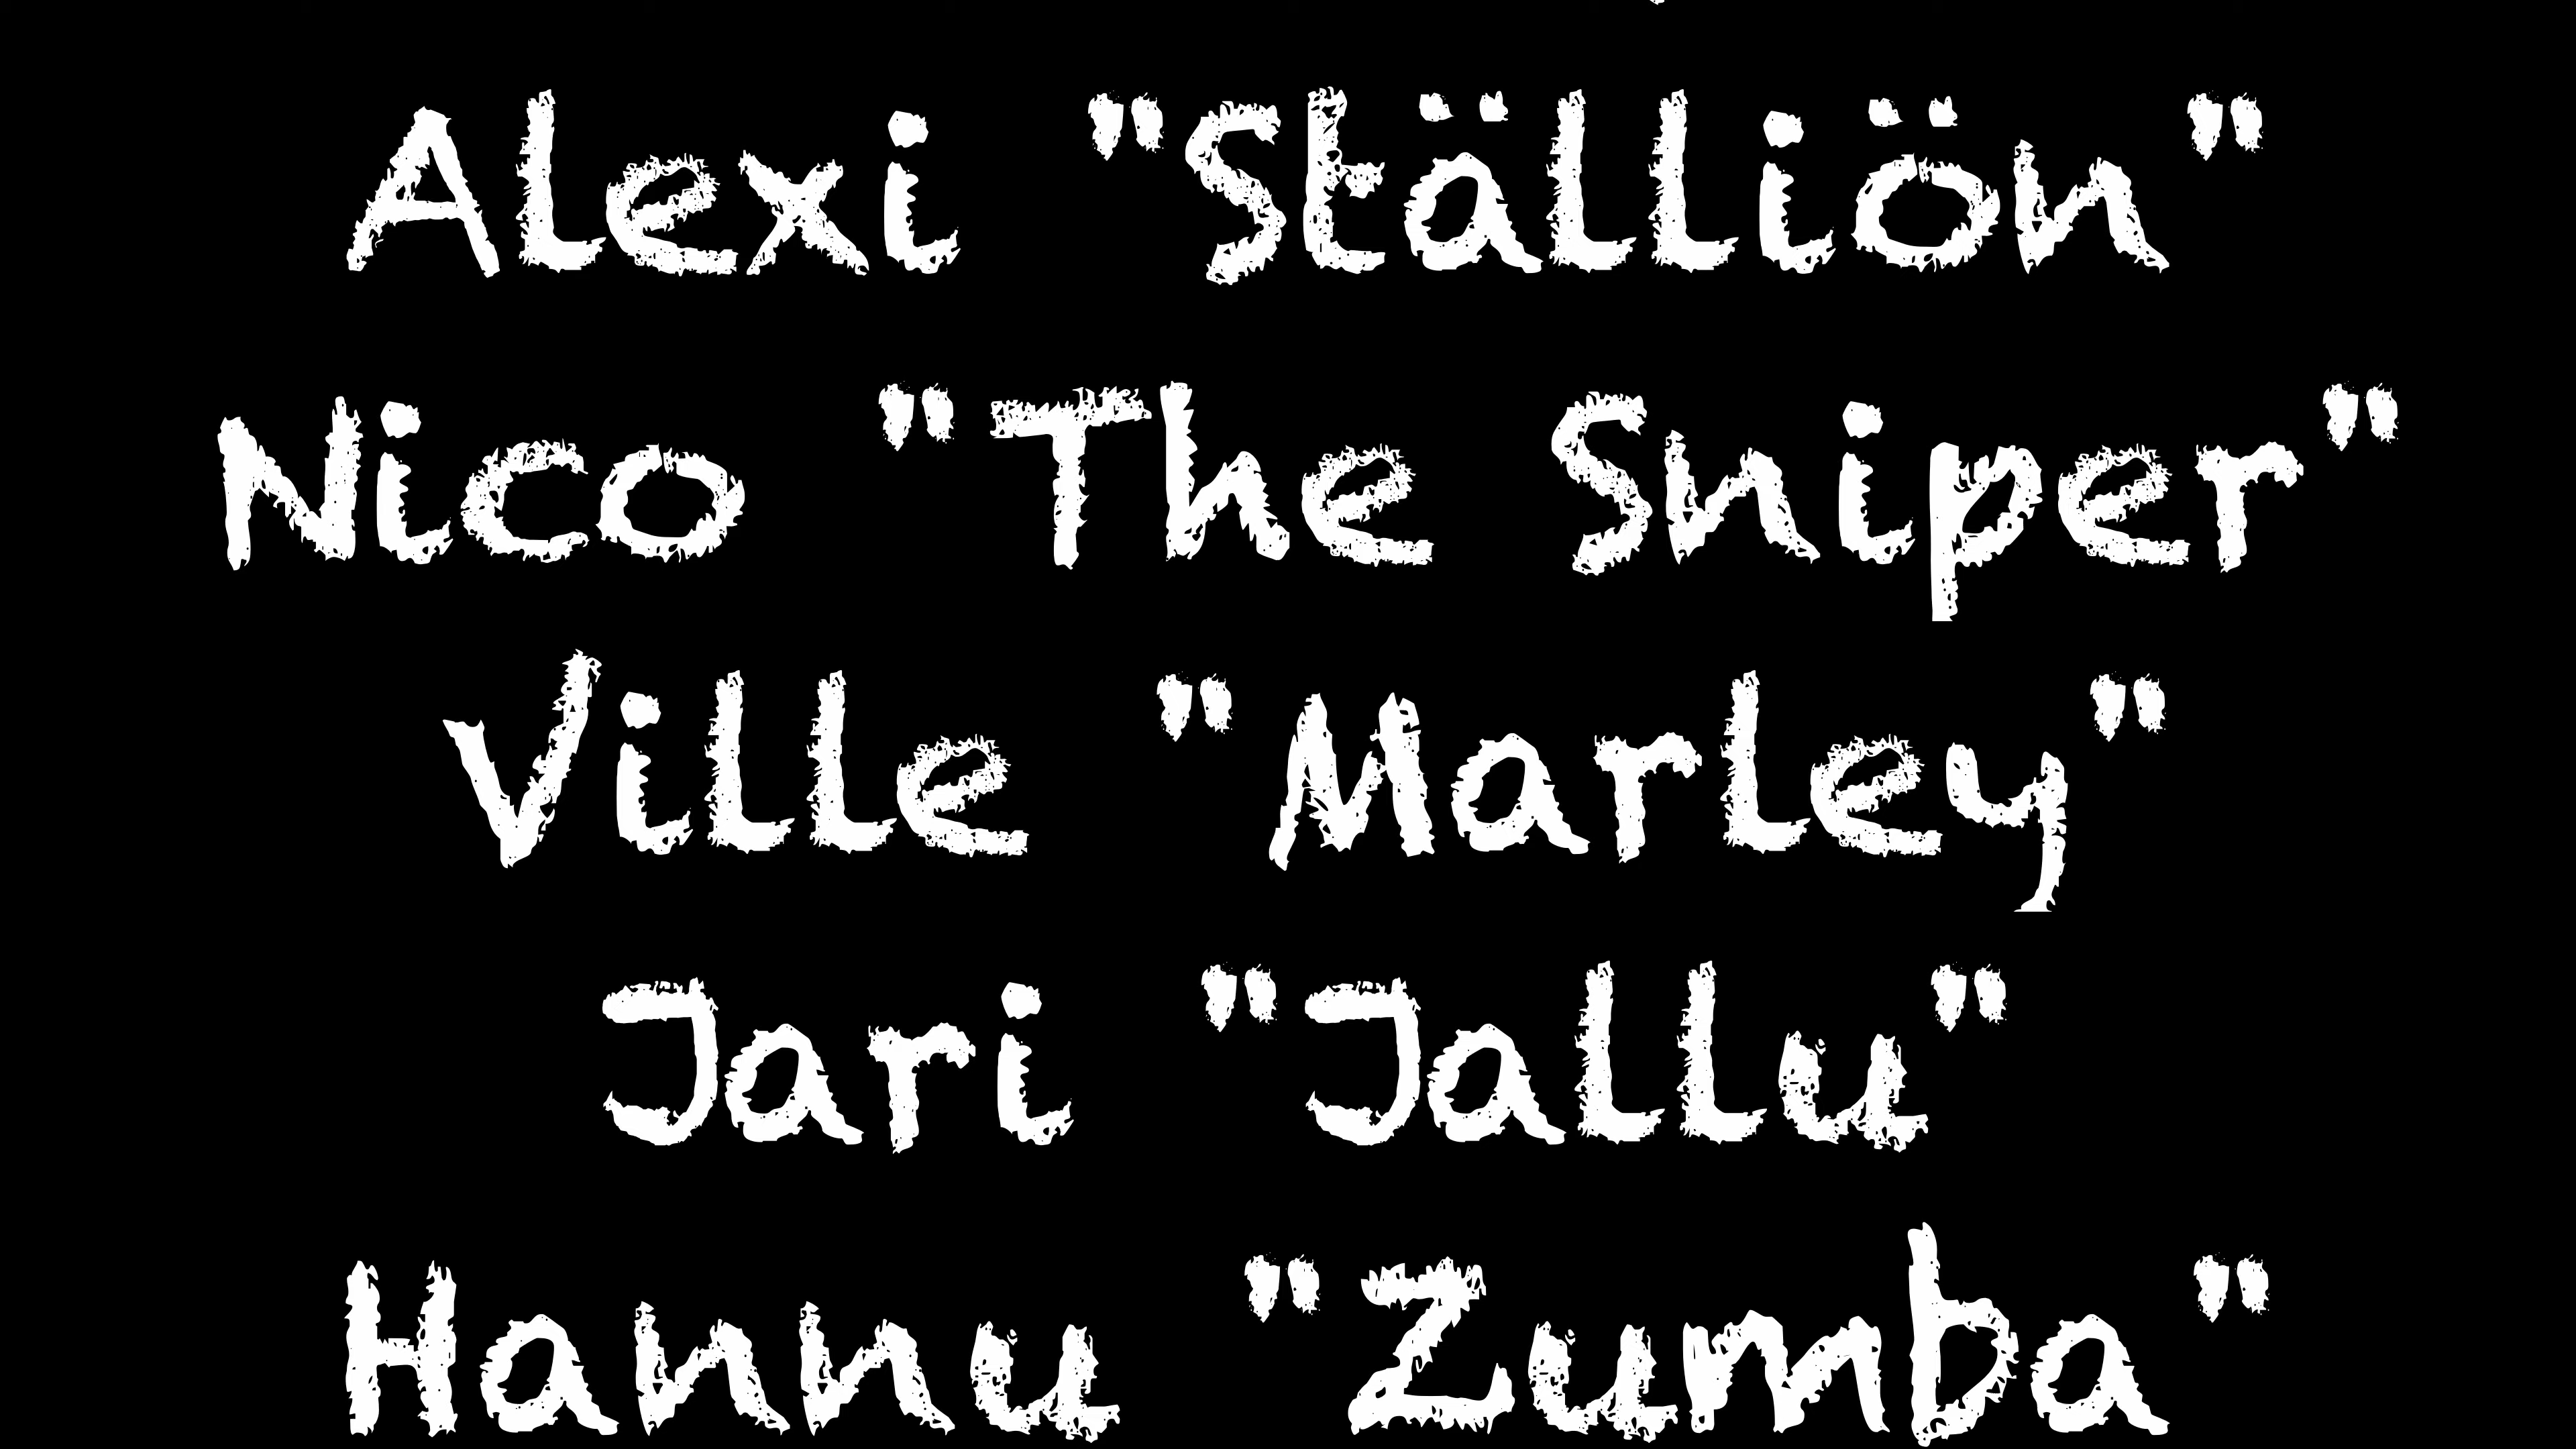 Alexi "Ställiön"
Nico "The Sniper"
Ville "Marley"
Jari "Jallu"
Hannu "Zumba"